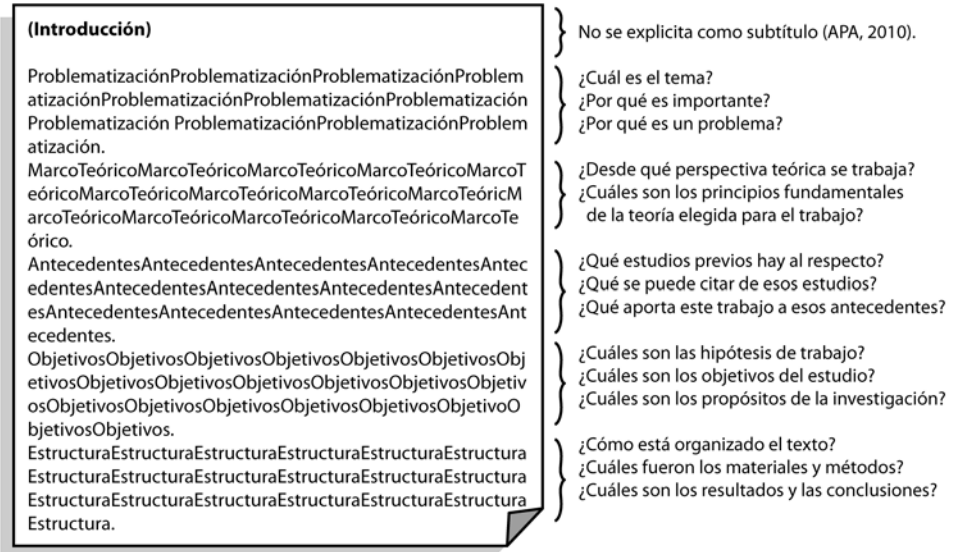 (Introducción)
No se explicita como subtítulo (APA, 2010).
ProblematizaciónProblematizaciónProblematizaciónProblem
atizaciónProblematizaciónProblematizaciónProblematización
Problematización ProblematizaciónProblematizaciónProblem
atización.
¿Cuál es el tema?
¿Por qué es importante?
¿Por qué es un problema?
MarcoTeóricoMarcoTeóricoMarcoTeóricoMarcoTeóricoMarcoT
eóricoMarcoTeóricoMarcoTeóricoMarcoTeóricoMarcoTeóricM
arcoTeóricoMarcoTeóricoMarcoTeóricoMarcoTeóricoMarcoTe
órico.
¿Desde qué perspectiva teórica se trabaja?
¿Cuáles son los principios fundamentales
de la teoría elegida para el trabajo?
AntecedentesAntecedentesAntecedentesAntecedentesAntec
edentesAntecedentesAntecedentesAntecedentesAntecedent
esAntecedentesAntecedentesAntecedentesAntecedentesAnt
ecedentes.
¿Qué estudios previos hay al respecto?
¿Qué se puede citar de esos estudios?
¿Qué aporta este trabajo a esos antecedentes?
ObjetivosObjetivosObjetivosObjetivosObjetivosObjetivosObj
etivosObjetivosObjetivosObjetivosObjetivosObjetivosObjetiv
osObjetivosObjetivosObjetivosObjetivosObjetivosObjetivoO
bjetivosObjetivos.
¿Cuáles son las hipótesis de trabajo?
¿Cuáles son los objetivos del estudio?
¿Cuáles son los propósitos de la investigación?
EstructuraEstructuraEstructuraEstructuraEstructuraEstructura
EstructuraEstructuraEstructuraEstructuraEstructuraEstructura
EstructuraEstructuraEstructuraEstructuraEstructuraEstructura
Estructura.
¿Cómo está organizado el texto?
¿Cuáles fueron los materiales y métodos?
¿Cuáles son los resultados y las conclusiones?